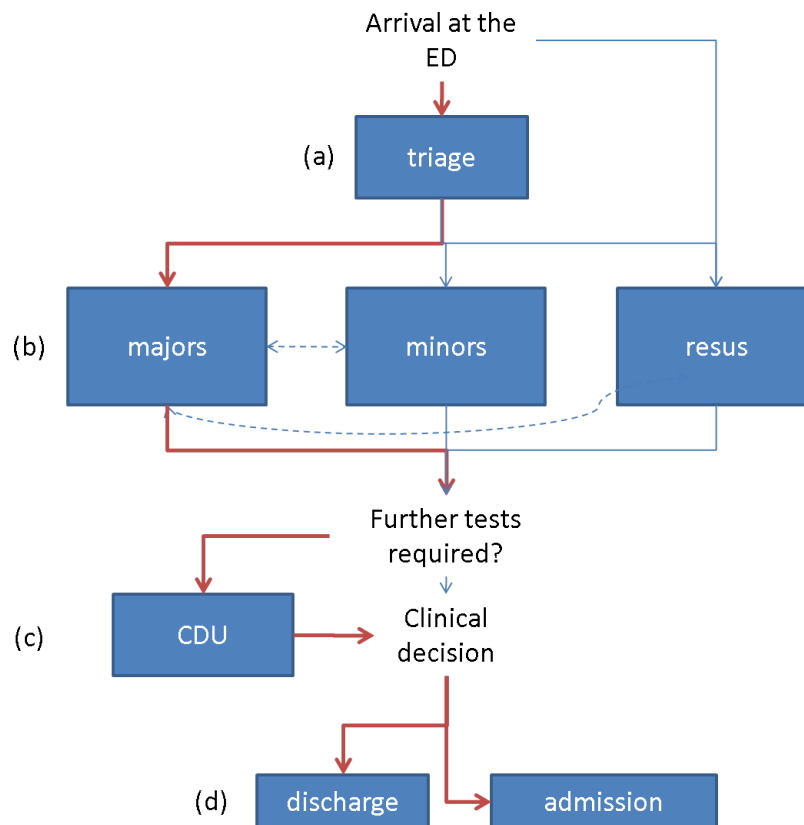 Arrival at the
ED
(a)
triage
(b)
majors
minors
resus
Further tests
required?
(c)
CDU
Clinical
decision
(d)
discharge
admission